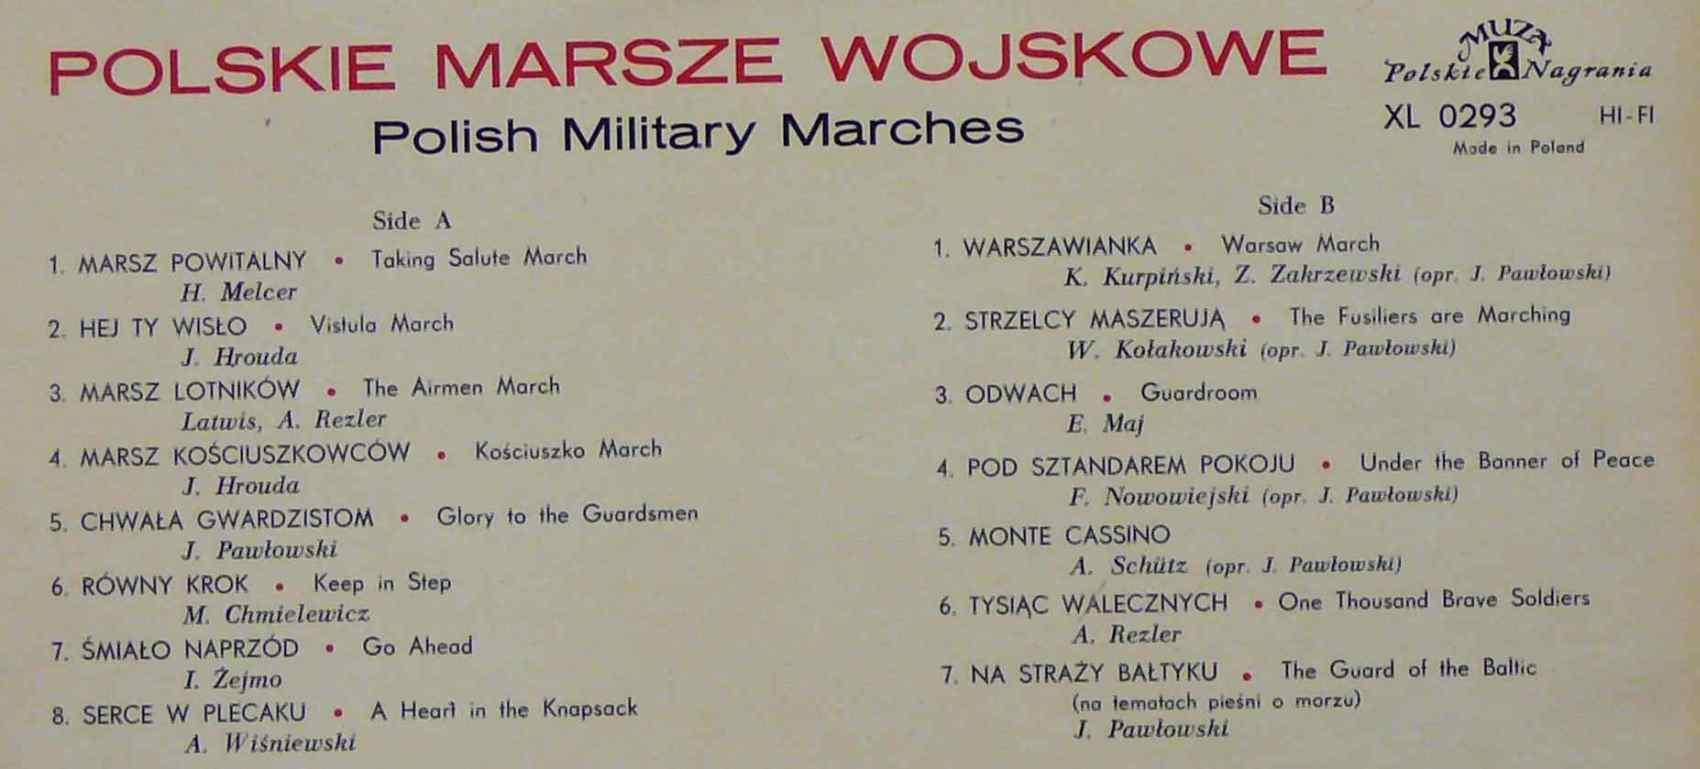 POLSKIE MARSZE WOJSKOWE
Polish Military Marches
MUZA
Polskie Nagrania
XL 0293 HI-FI
Made in Poland
Side A
1. MARSZ POWITALNY • Taking Salute March
H. Melcer
2. HEJ TY WISŁO • Vistula March
J. Hrouda
3. MARSZ LOTNIKÓW • The Airmen March
Latwis, A. Rezler
4. MARSZ KOŚCIUSZKOWCÓW • Kościuszko March
J. Hrouda
5. CHWAŁA GWARDZISTOM • Glory to the Guardsmen
J. Pawłowski
6. RÓWNY KROK • Keep in Step
M. Chmielewicz
7. ŚMIAŁO NAPRZÓD • Go Ahead
I. Żejmo
8. SERCE W PLECAKU • A Heart in the Knapsack
A. Wiśniewski
Side B
1. WARSZAWIANKA • Warsaw March
K. Kurpiński, Z. Zakrzewski (opr. J. Pawłowski)
2. STRZELCY MASZERUJĄ • The Fusiliers are Marching
W. Kołakowski (opr. J. Pawłowski)
3. ODWACH • Guardroom
E. Maj
4. POD SZTANDAREM POKOJU • Under the Banner of Peace
F. Nowowiejski (opr. J. Pawłowski)
5. MONTE CASSINO
A. Schütz (opr. J. Pawłowski)
6. TYSIĄC WALECZNYCH • One Thousand Brave Soldiers
A. Rezler
7. NA STRAŻY BAŁTYKU • The Guard of the Baltic
(na tematach pieśni o morzu)
J. Pawłowski